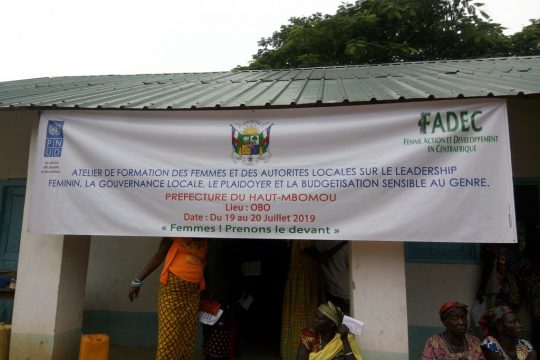 PN
UD
FADEC
FEMME ACTION ET DEVELOPPEMENT
EN CENTRAFRIQUE
ATELIER DE FORMATION DES FEMMES ET DES AUTORITES LOCALES SUR LE LEADERSHIP
FEMININ, LA GOUVERNANCE LOCALE, LE PLAIDOYER ET LA BUDGETISATION SENSIBLE AU GENRE.
PREFECTURE DU HAUT-MBOMOU
Lieu : OBO
Date : Du 19 au 20 Juillet 2019
« Femmes ! Prenons le devant »